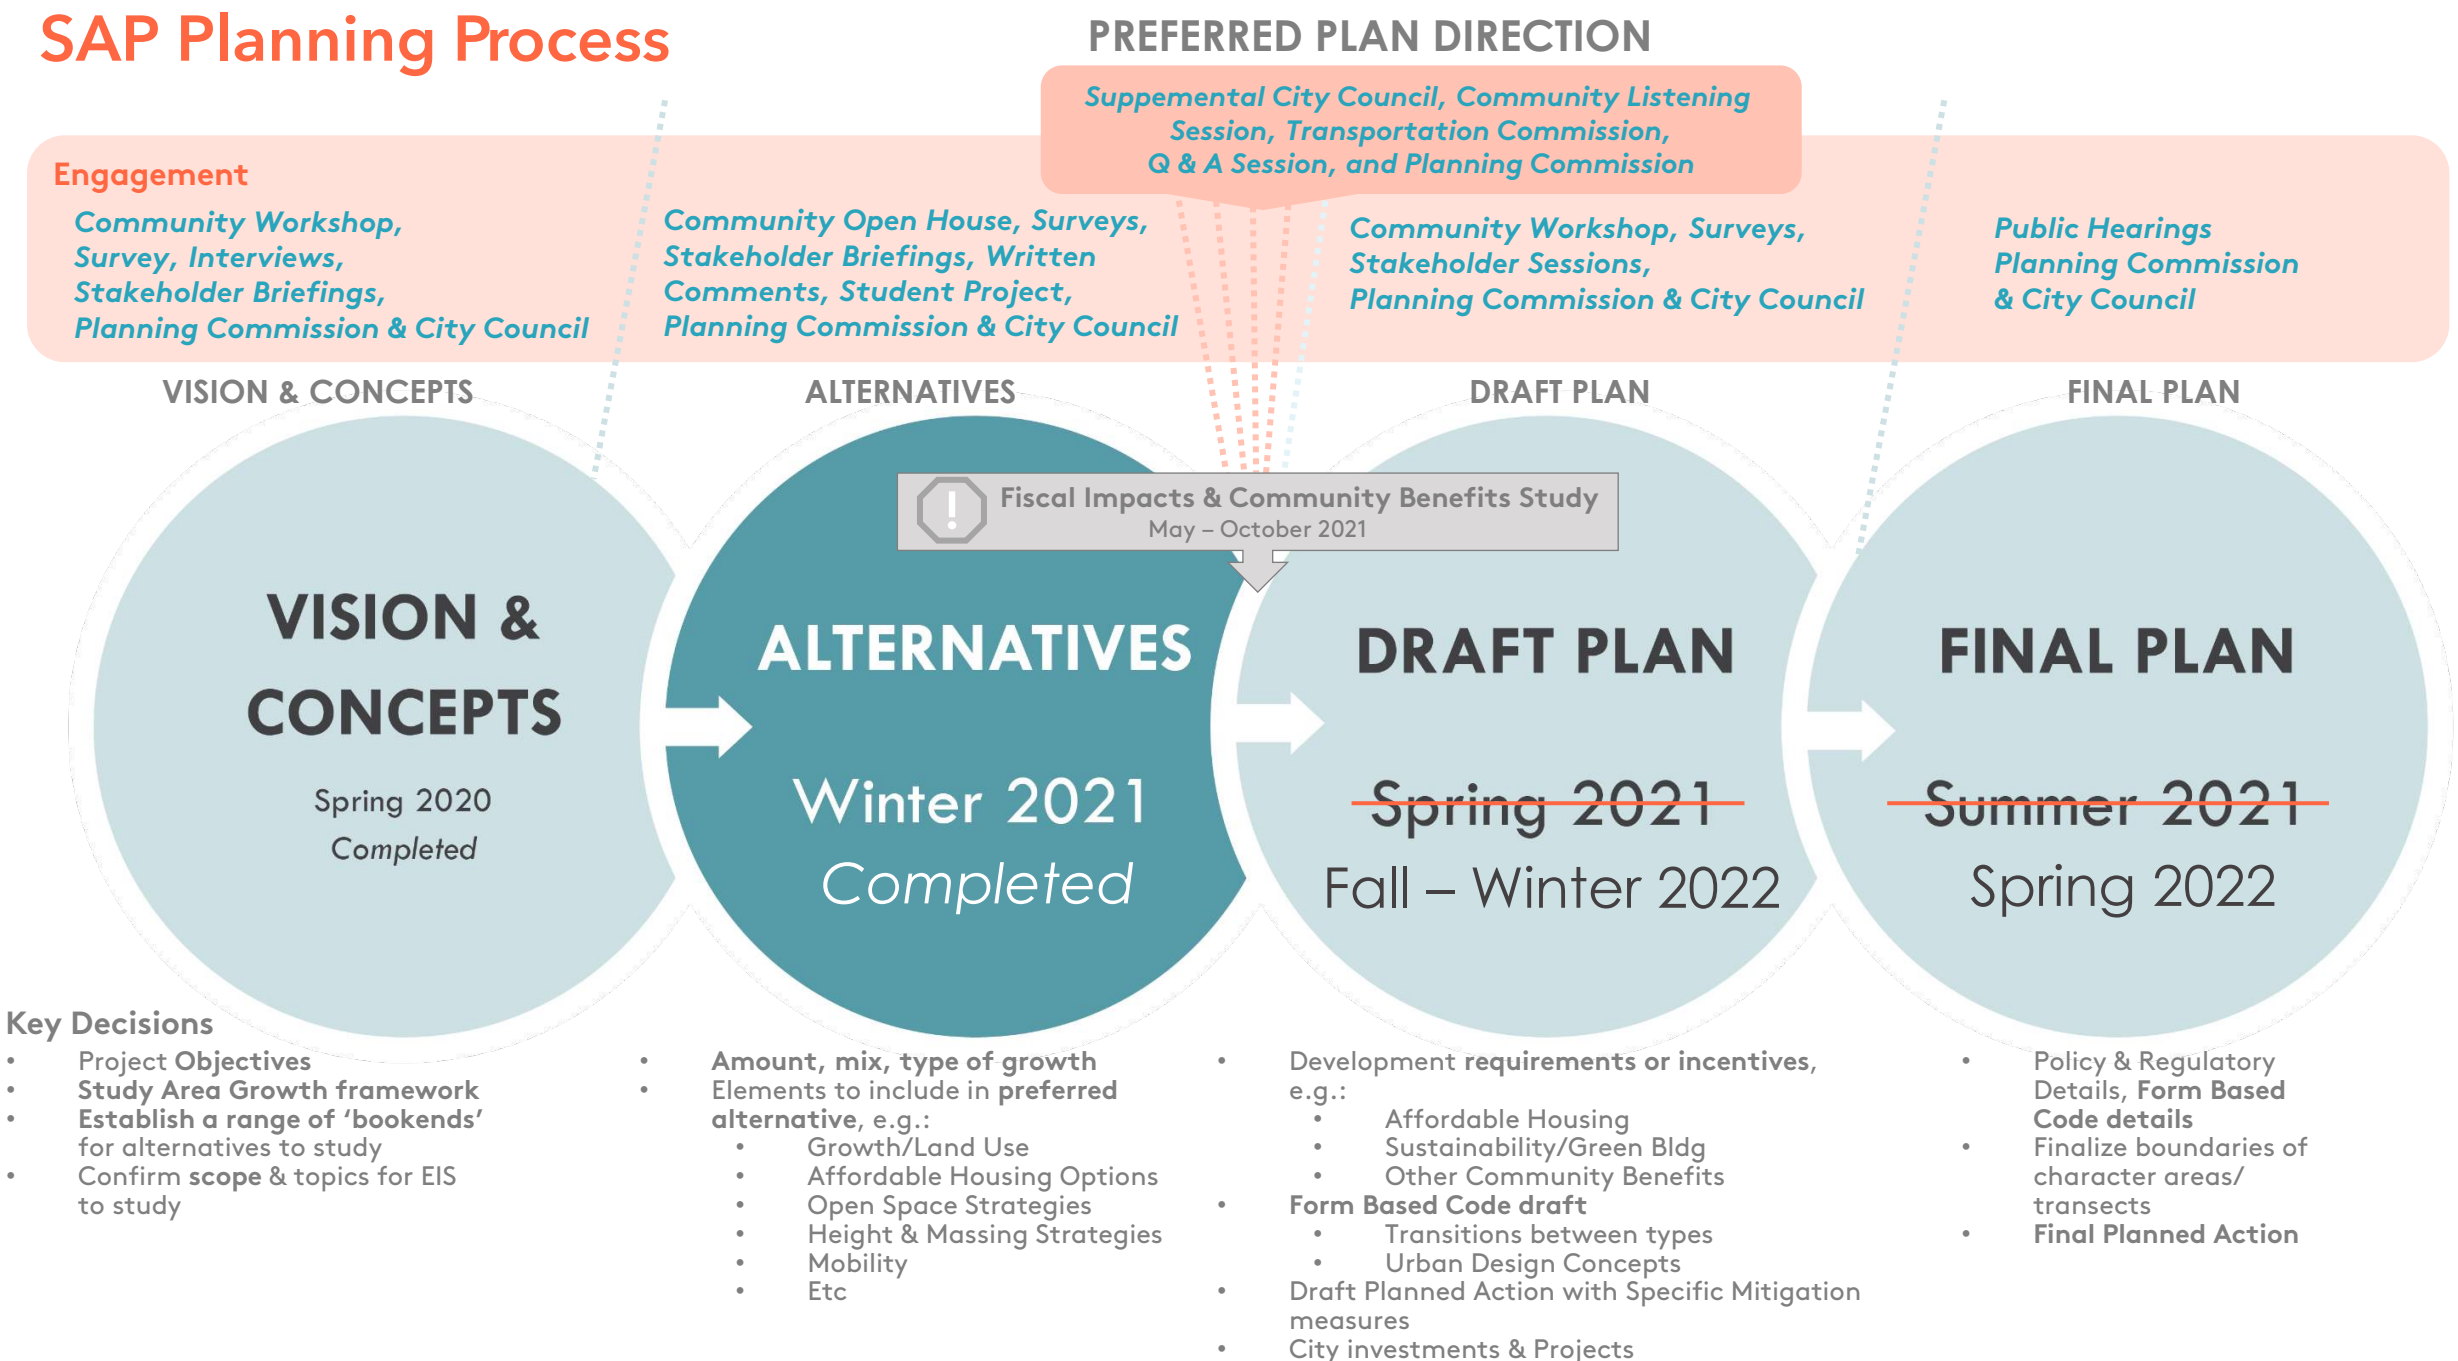 SAP Planning Process
PREFERRED PLAN DIRECTION
Suppemental City Council, Community Listening
Session, Transportation Commission,
Q & A Session, and Planning Commission
Engagement
Community Workshop,
Survey, Interviews,
Stakeholder Briefings,
Planning Commission & City Council
Community Open House, Surveys,
Stakeholder Briefings, Written
Comments, Student Project,
Planning Commission & City Council
Community Workshop, Surveys,
Stakeholder Sessions,
Planning Commission & City Council
Public Hearings
Planning Commission
& City Council
VISION & CONCEPTS
ALTERNATIVES
DRAFT PLAN
FINAL PLAN
Fiscal Impacts & Community Benefits Study
May – October 2021
VISION &
CONCEPTS
Spring 2020
Completed
ALTERNATIVES
Winter 2021
Completed
DRAFT PLAN
Spring 2021
Fall – Winter 2022
FINAL PLAN
Summer 2021
Spring 2022
Key Decisions
• Project Objectives
• Study Area Growth framework
• Establish a range of ‘bookends’
for alternatives to study
• Confirm scope & topics for EIS
to study
• Amount, mix, type of growth
• Elements to include in preferred
alternative, e.g.:
• Growth/Land Use
• Affordable Housing Options
• Open Space Strategies
• Height & Massing Strategies
• Mobility
• Etc
• Development requirements or incentives,
e.g.:
• Affordable Housing
• Sustainability/Green Bldg
• Other Community Benefits
• Form Based Code draft
• Transitions between types
• Urban Design Concepts
• Draft Planned Action with Specific Mitigation
measures
• City investments & Projects
• Policy & Regulatory
Details, Form Based
Code details
• Finalize boundaries of
character areas/
transects
• Final Planned Action